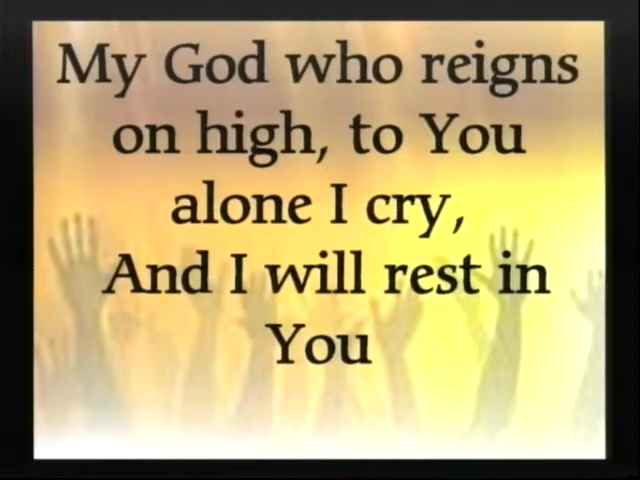 My God who reigns
on high, to You
alone I cry,
And I will rest in
You